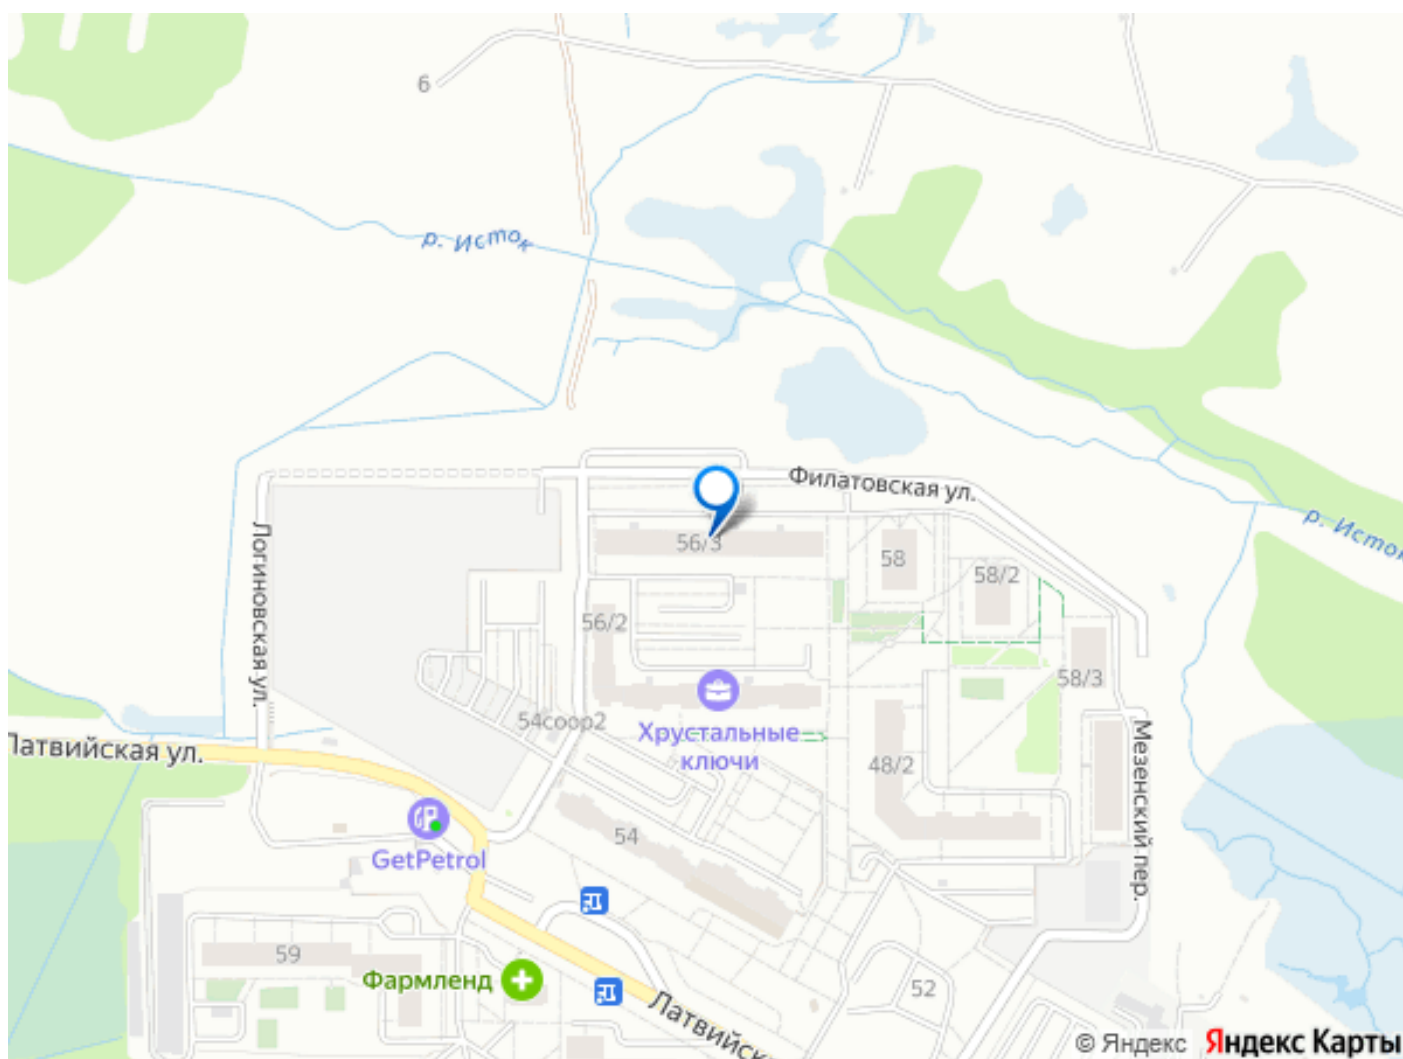 6
р. Исток
Филатовская ул.
р. Исток
56/3
58
58/2
Логиновская ул.
56/2
58/3
54соор2
Хрустальные
ключи
Латвийская ул.
48/2
Мезенский пер.
GetPetrol
54
59
Фармленд
52
Латвийск
© Яндекс Яндекс Карты